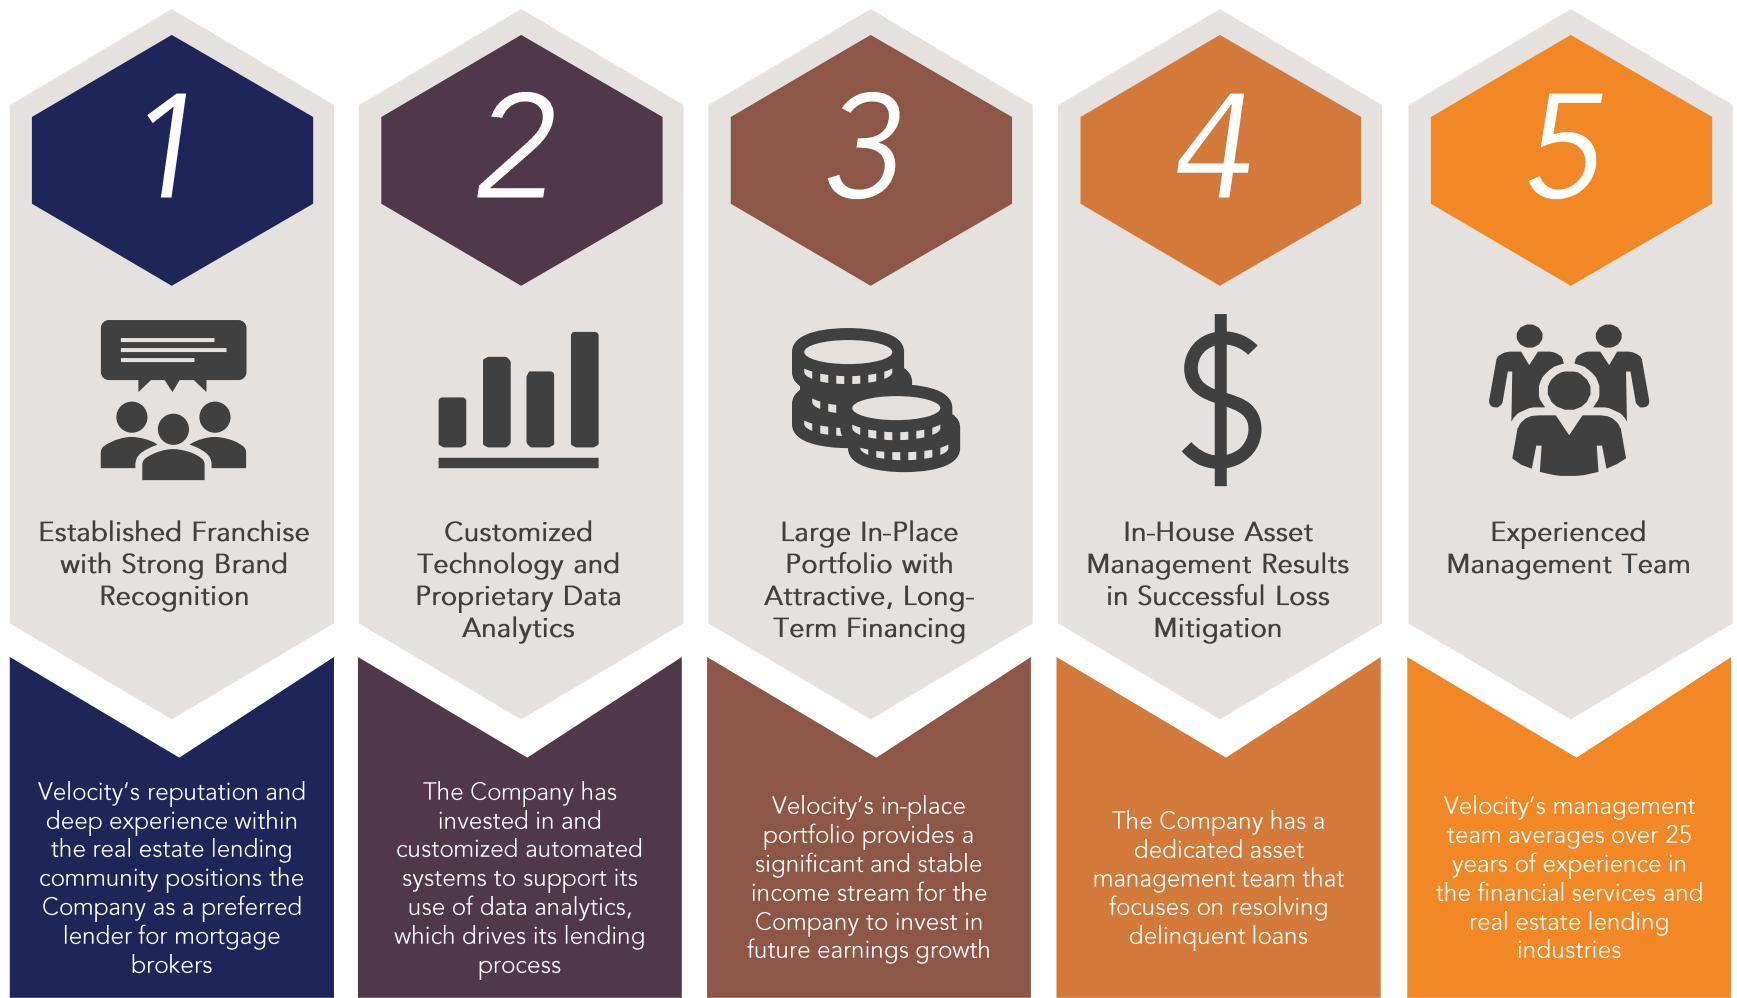 1
Established Franchise
with Strong Brand
Recognition
Velocity’s reputation and
deep experience within
the real estate lending
community positions the
Company as a preferred
lender for mortgage
brokers
2
Customized
Technology and
Proprietary Data
Analytics
The Company has
invested in and
customized automated
systems to support its
use of data analytics,
which drives its lending
process
3
Large In-Place
Portfolio with
Attractive, Long-
Term Financing
Velocity’s in-place
portfolio provides a
significant and stable
income stream for the
Company to invest in
future earnings growth
4
In-House Asset
Management Results
in Successful Loss
Mitigation
The Company has a
dedicated asset
management team that
focuses on resolving
delinquent loans
5
Experienced
Management Team
Velocity’s management
team averages over 25
years of experience in
the financial services and
real estate lending
industries